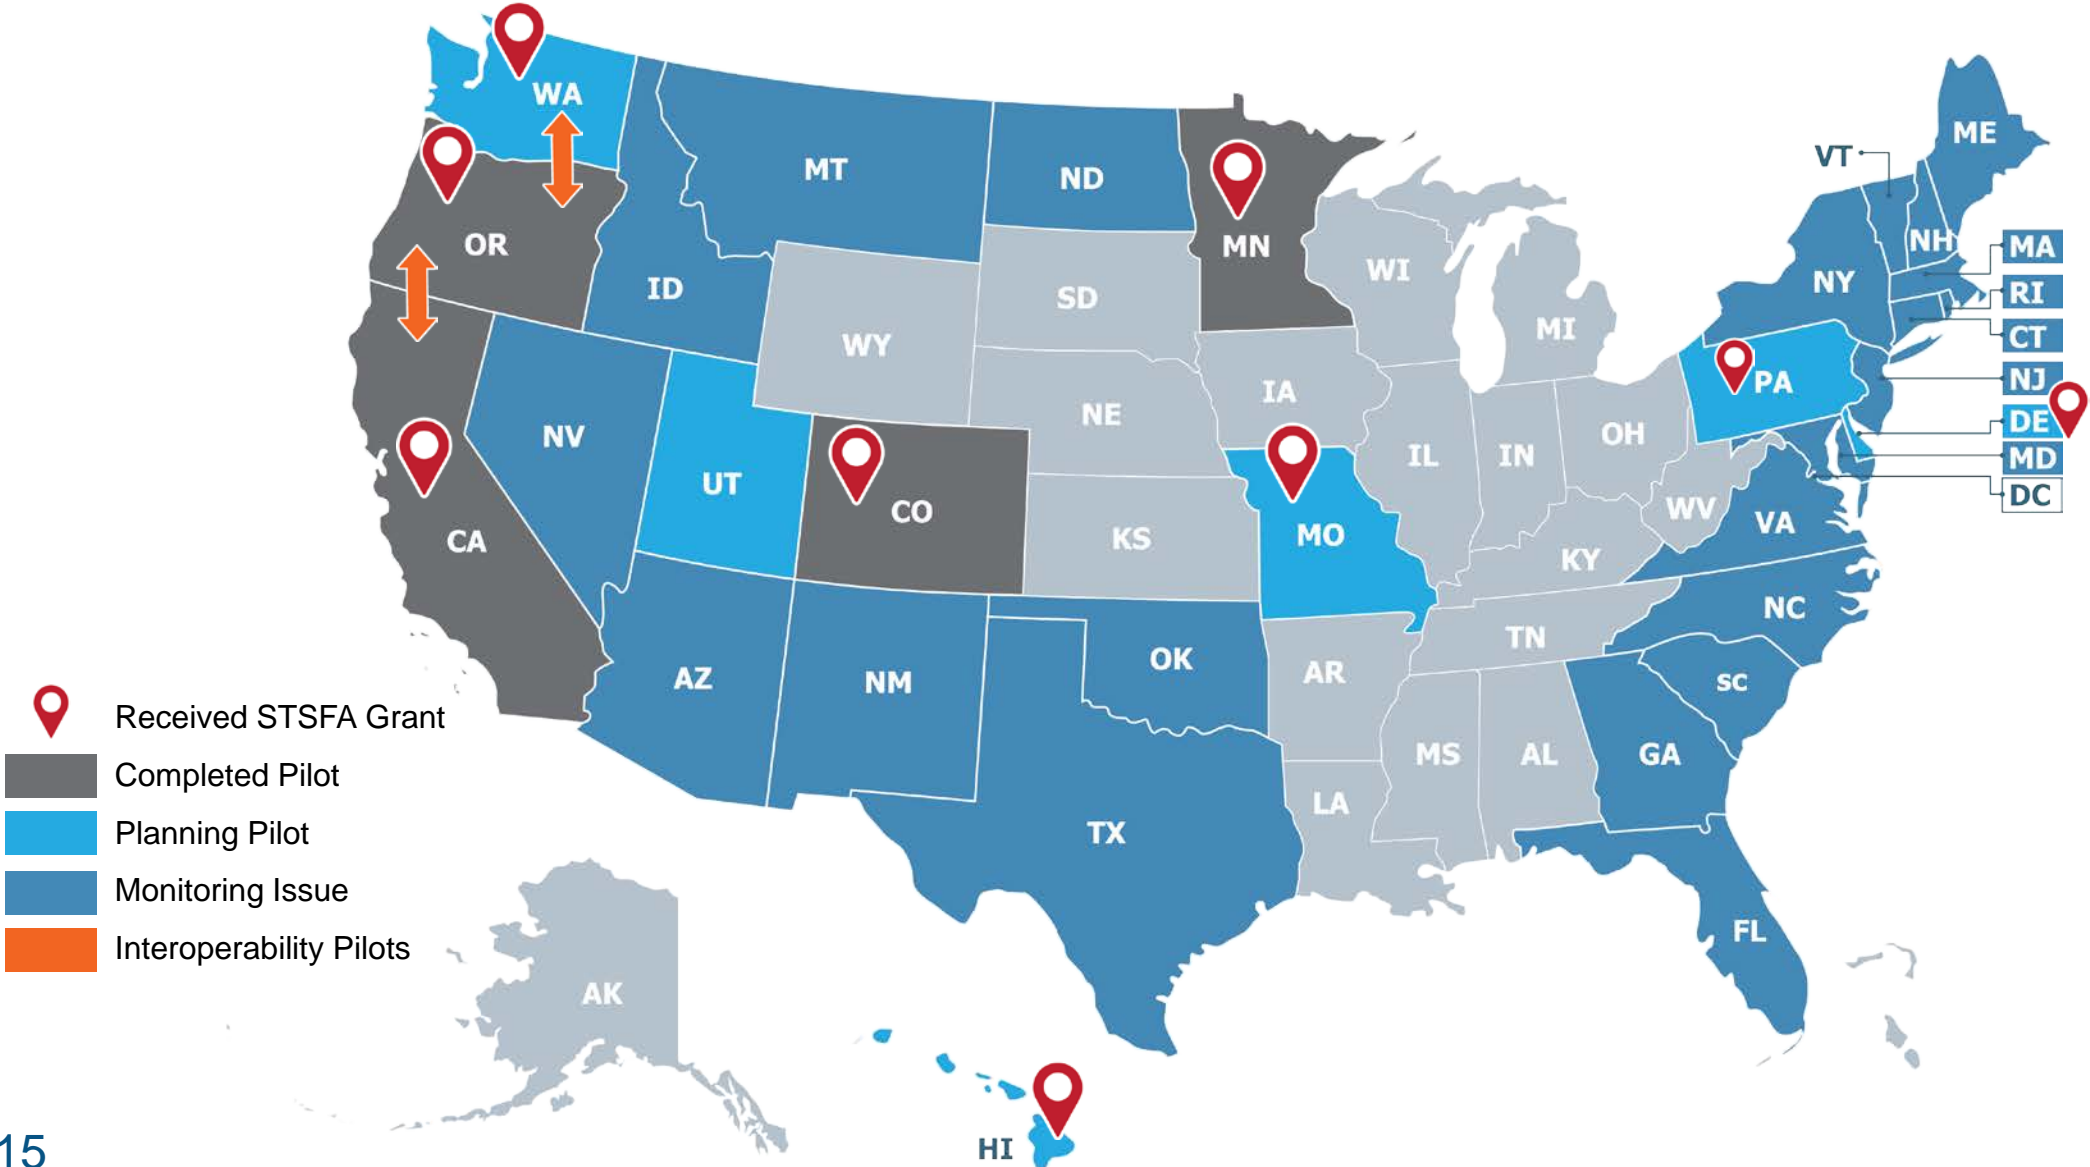 WA
MT
ND
MN
OR
ID
SD
WI
MI
WY
IA
NE
NV
UT
CO
CA
KS
MO
IL
IN
OH
WV
KY
VA
NC
TN
SC
AZ
NM
OK
AR
MS
AL
GA
LA
TX
FL
AK
HI
ME
VT
NH
NY
PA
MA
RI
CT
NJ
DE
MD
DC
Received STSFA Grant
Completed Pilot
Planning Pilot
Monitoring Issue
Interoperability Pilots
15